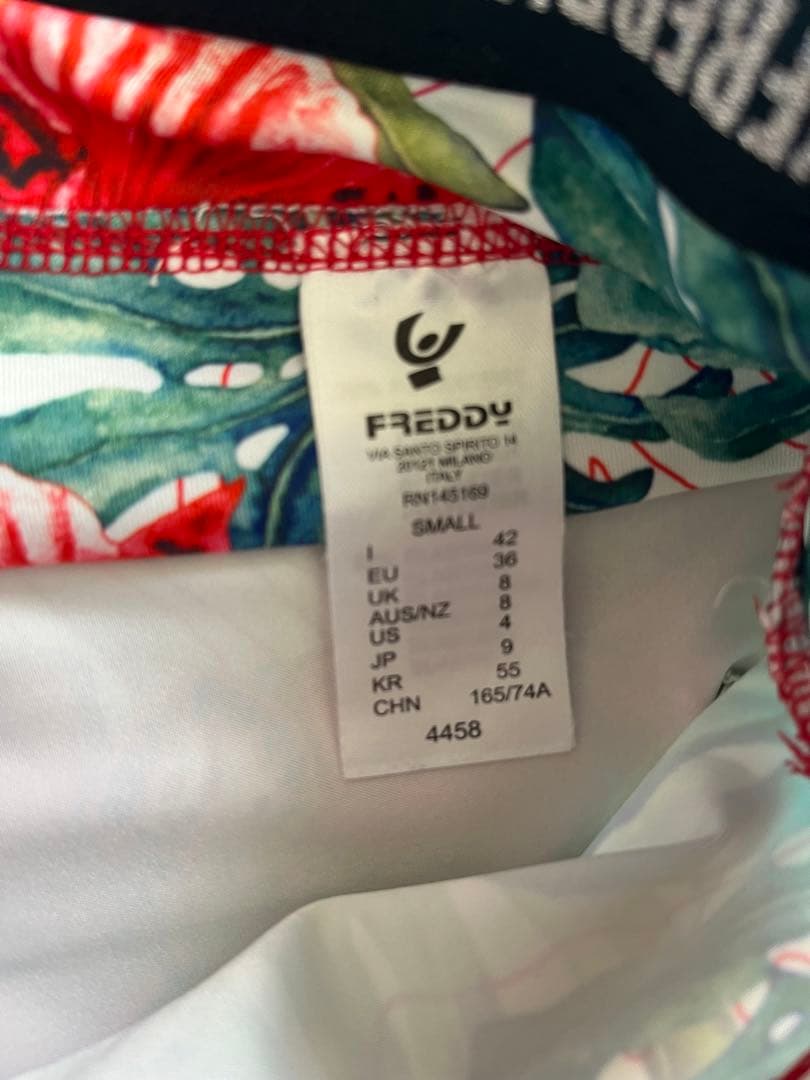 FREDDY
VIA SANTO SPIRITO 14
20121 MILANO
ITALY
RN145169
SMALL
I 42
EU 36
UK 8
AUS/NZ 8
US 4
JP 9
KR 55
CHN 165/74A
4458